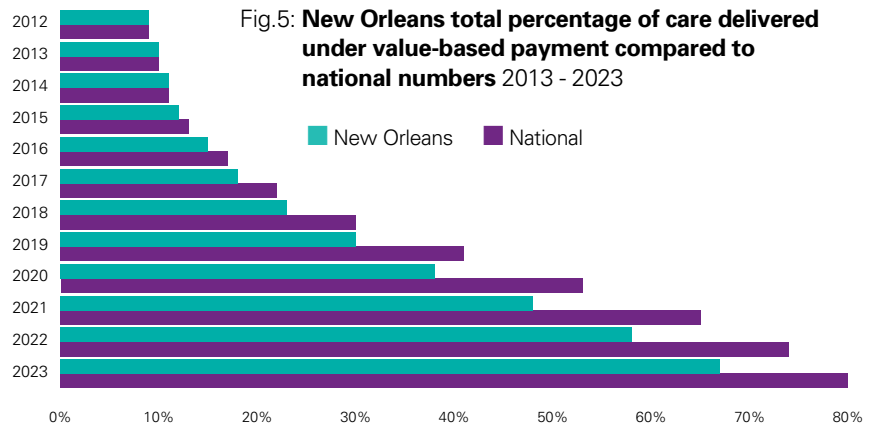 Fig.5: New Orleans total percentage of care delivered
under value-based payment compared to
national numbers 2013 - 2023
New Orleans National
2012
2013
2014
2015
2016
2017
2018
2019
2020
2021
2022
2023
0% 10% 20% 30% 40% 50% 60% 70% 80%